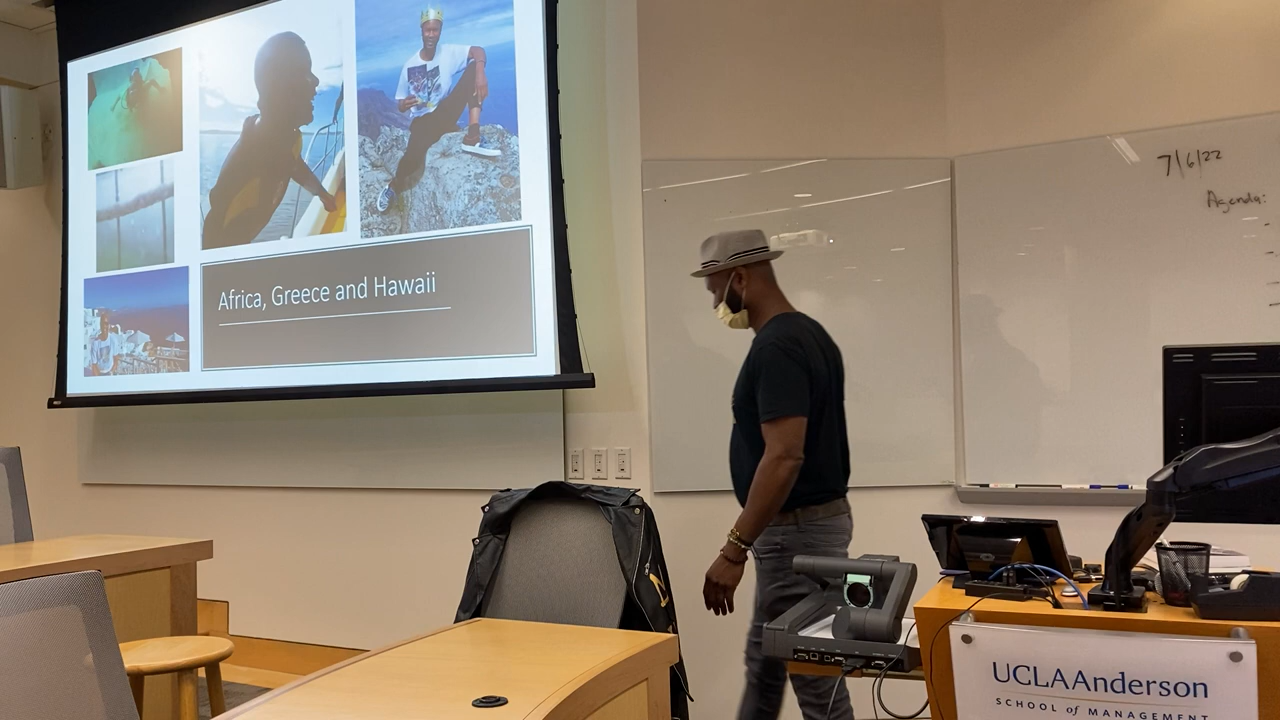 Africa, Greece and Hawaii
7/6/22
Agenda:
UCLAAnderson
SCHOOL of MANAGEMENT